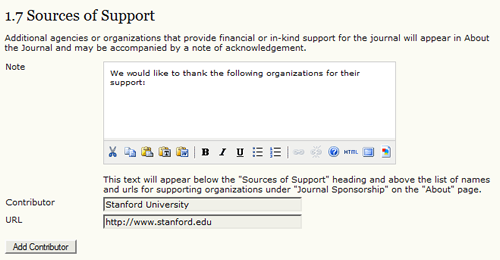 1.7 Sources of Support
Additional agencies or organizations that provide financial or in-kind support for the journal will appear in About
the Journal and may be accompanied by a note of acknowledgement.
Note
We would like to thank the following organizations for their
support:
B I U HTML
This text will appear below the "Sources of Support" heading and above the list of names
and urls for supporting organizations under "Journal Sponsorship" on the "About" page.
Contributor Stanford University
URL http://www.stanford.edu
Add Contributor